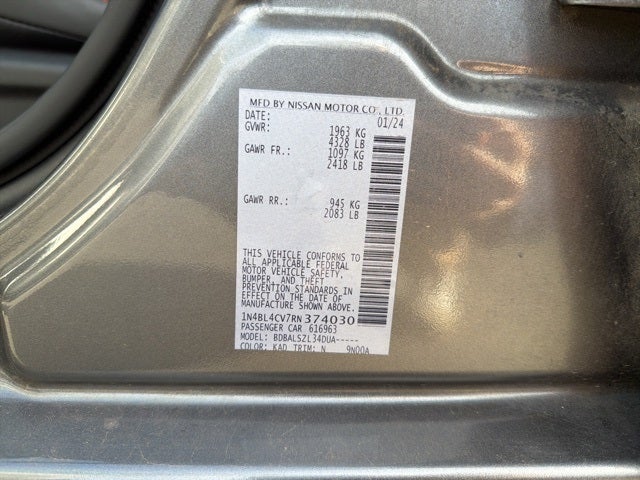 MFD BY NISSAN MOTOR CO., LTD.
DATE: 01/24
GVWR: 1963 KG
4328 LB
GAWR FR.: 1097 KG
2418 LB
GAWR RR.: 945 KG
2083 LB
THIS VEHICLE CONFORMS TO
ALL APPLICABLE FEDERAL
MOTOR VEHICLE SAFETY,
BUMPER, AND THEFT
PREVENTION STANDARDS IN
EFFECT ON THE DATE OF
MANUFACTURE SHOWN ABOVE.
1N4BL4CV7RN374030
PASSENGER CAR 616963
MODEL: BDBALSZL34DUA-----
COLOR: KAD TRIM: N 9N00A